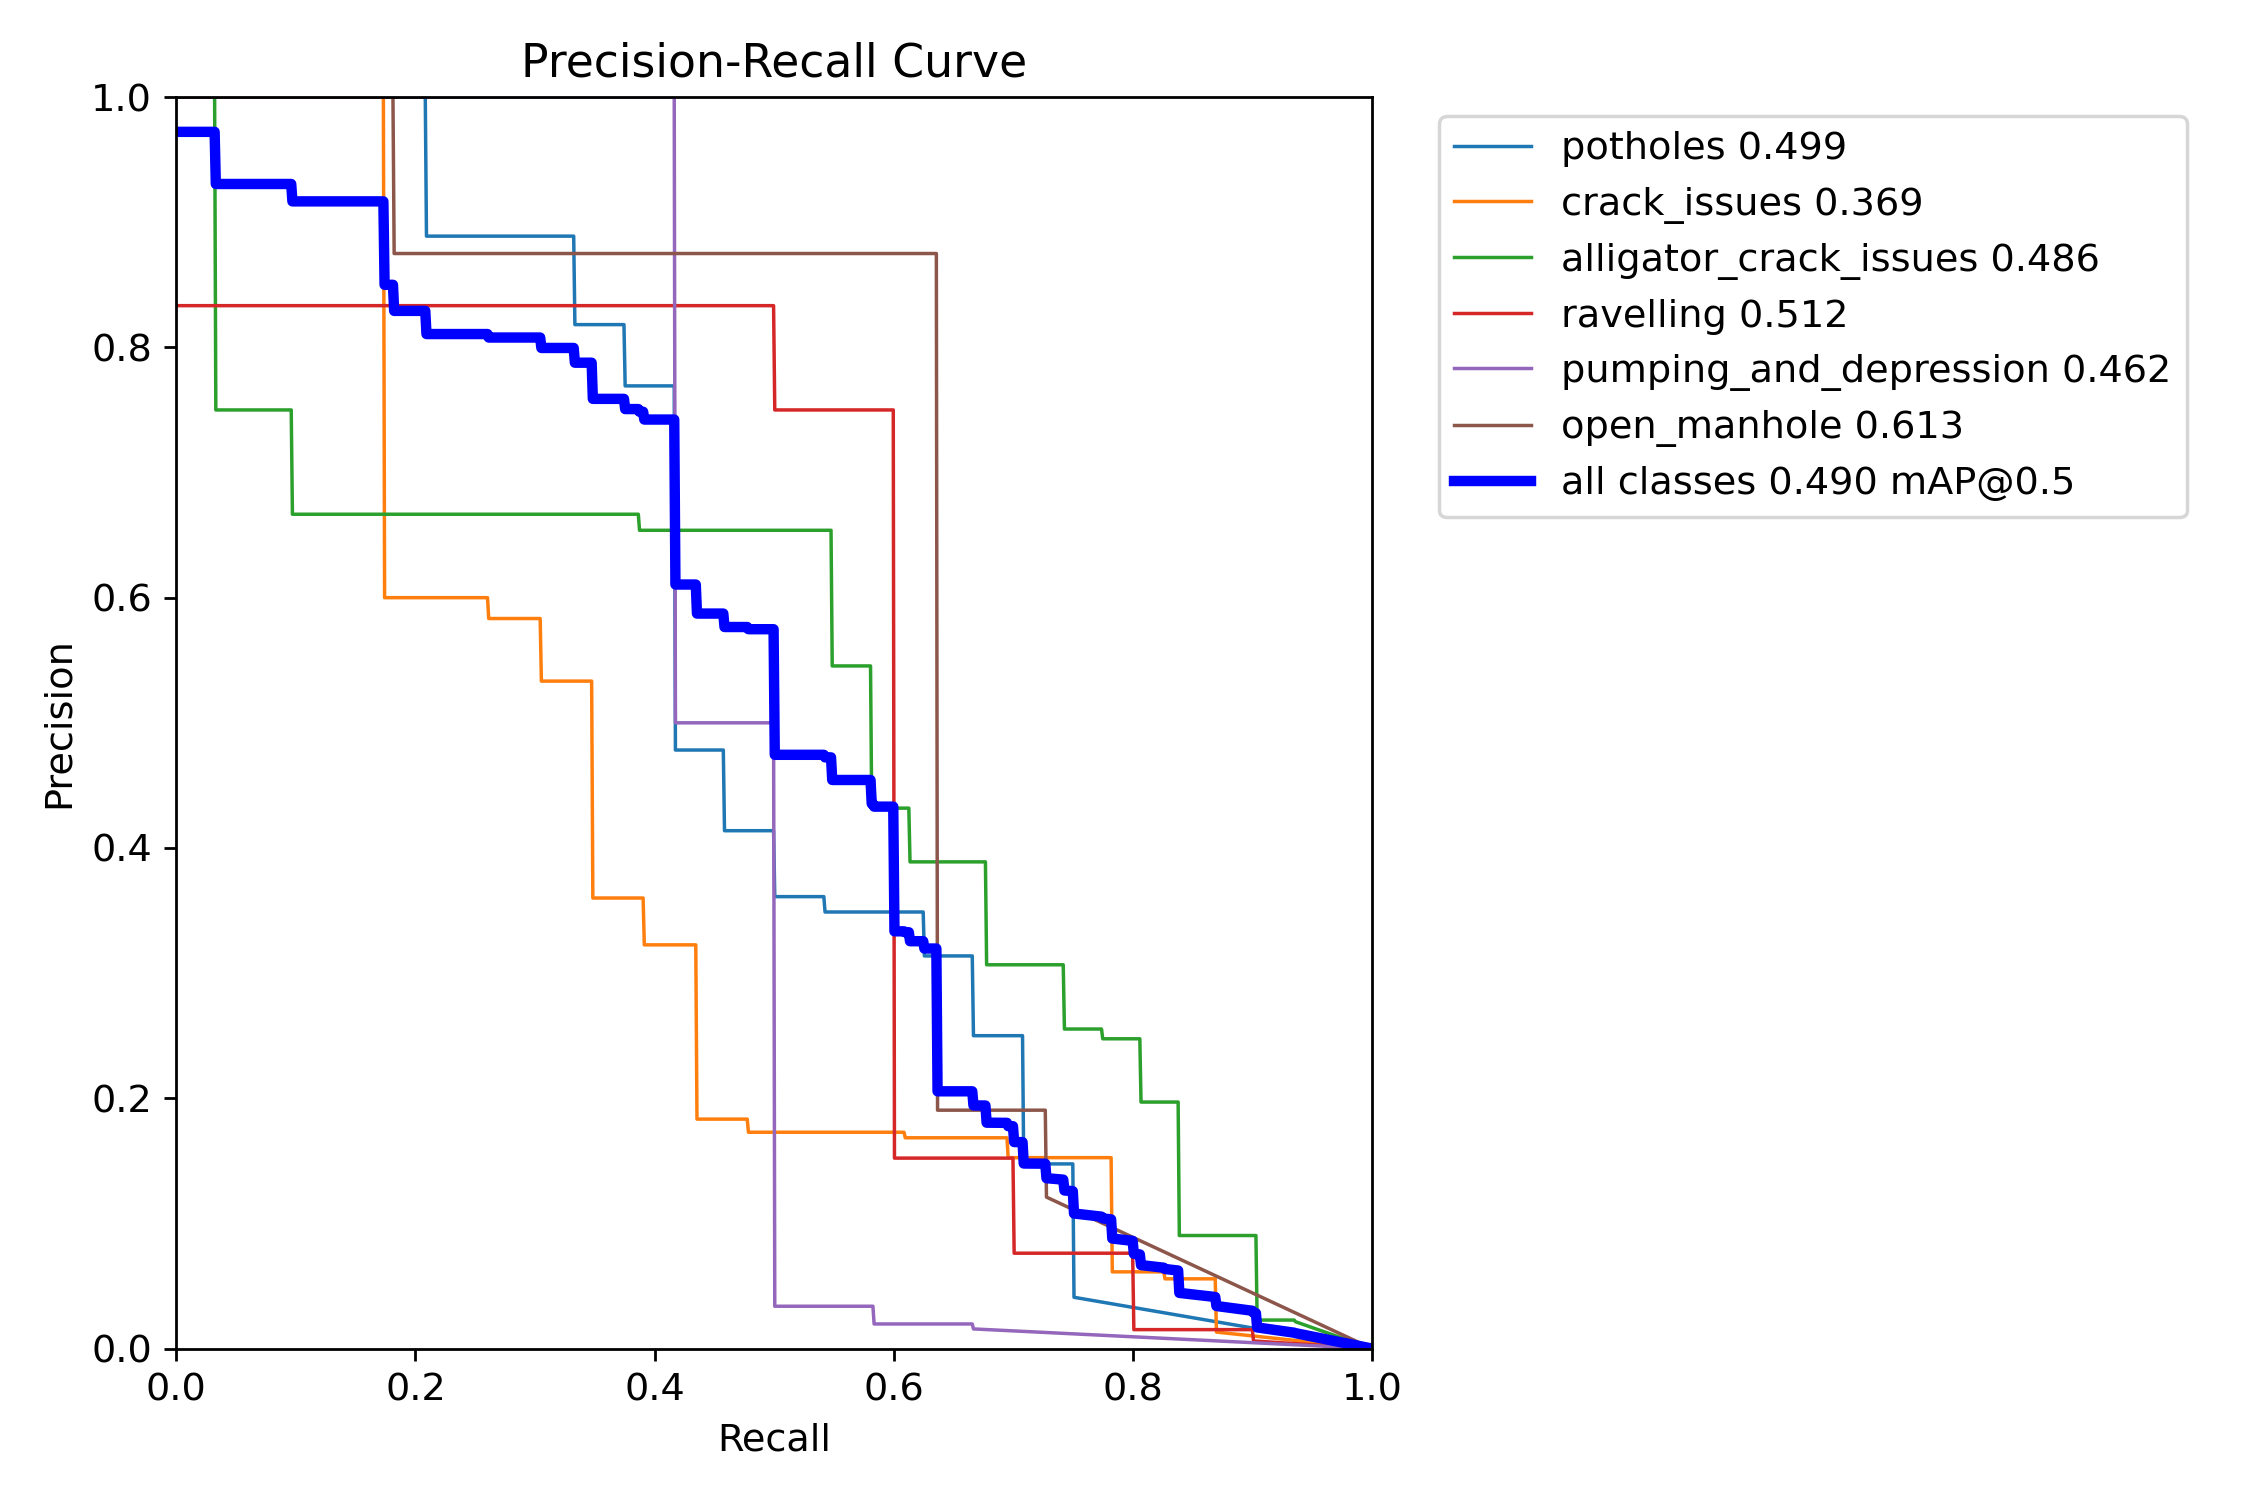 Precision-Recall Curve
1.0
0.8
0.6
0.4
0.2
0.0
Precision
0.0 0.2 0.4 0.6 0.8 1.0
Recall
potholes 0.499
crack_issues 0.369
alligator_crack_issues 0.486
ravelling 0.512
pumping_and_depression 0.462
open_manhole 0.613
all classes 0.490 mAP@0.5